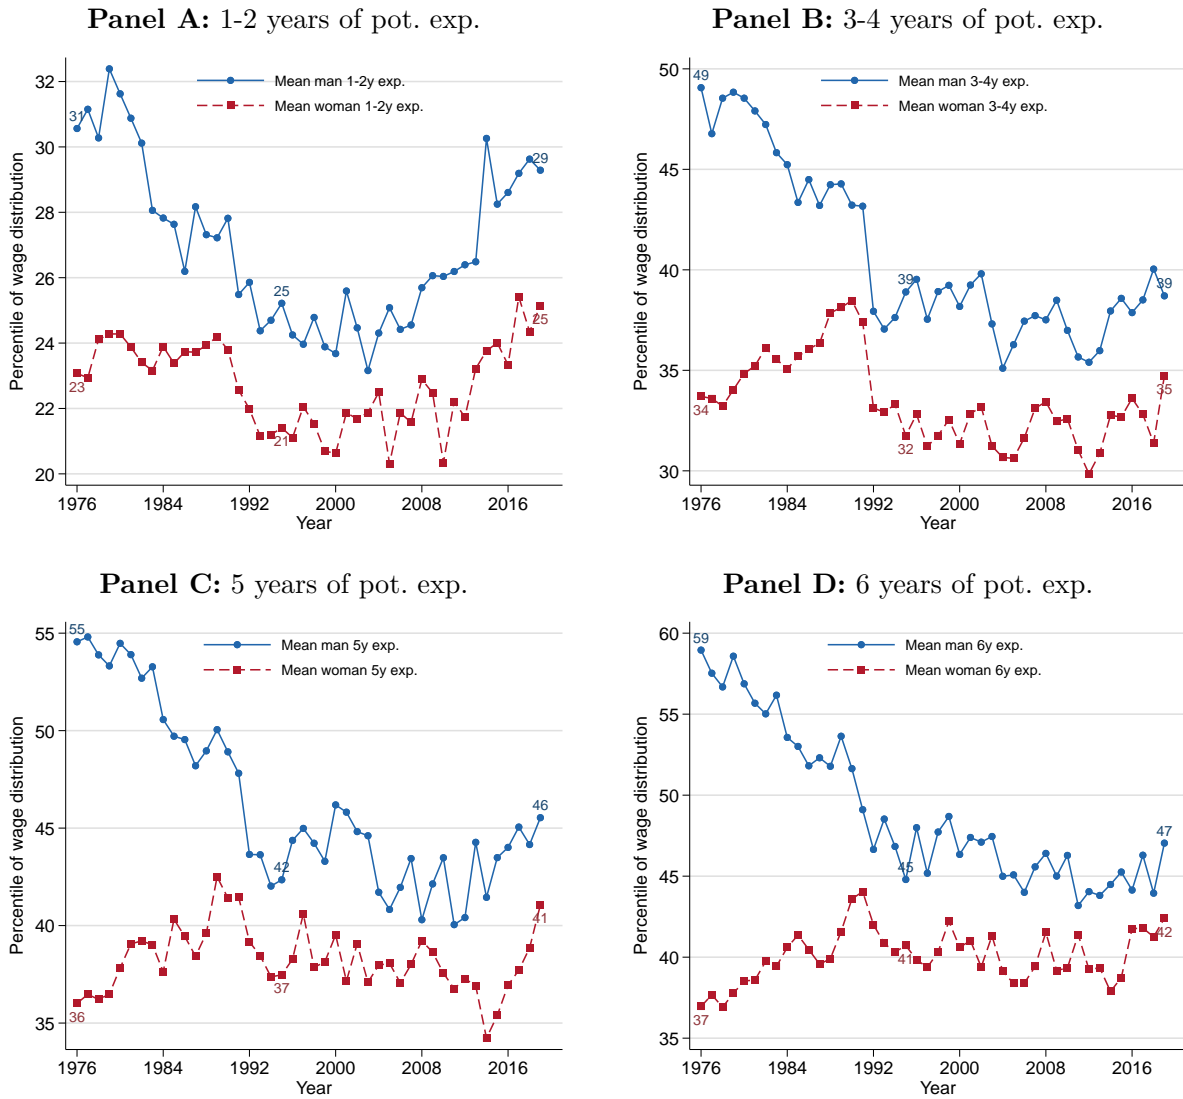 Panel A: 1-2 years of pot. exp.
Percentile of wage distribution
32
30
28
26
24
22
20
Mean man 1-2y exp.
Mean woman 1-2y exp.
31
25
29
23
21
25
1976 1984 1992 2000 2008 2016
Year
Panel B: 3-4 years of pot. exp.
Percentile of wage distribution
50
45
40
35
30
Mean man 3-4y exp.
Mean woman 3-4y exp.
49
39
39
34
32
35
1976 1984 1992 2000 2008 2016
Year
Panel C: 5 years of pot. exp.
Percentile of wage distribution
55
50
45
40
35
Mean man 5y exp.
Mean woman 5y exp.
55
42
46
36
37
41
1976 1984 1992 2000 2008 2016
Year
Panel D: 6 years of pot. exp.
Percentile of wage distribution
60
55
50
45
40
35
Mean man 6y exp.
Mean woman 6y exp.
59
45
47
37
41
42
1976 1984 1992 2000 2008 2016
Year